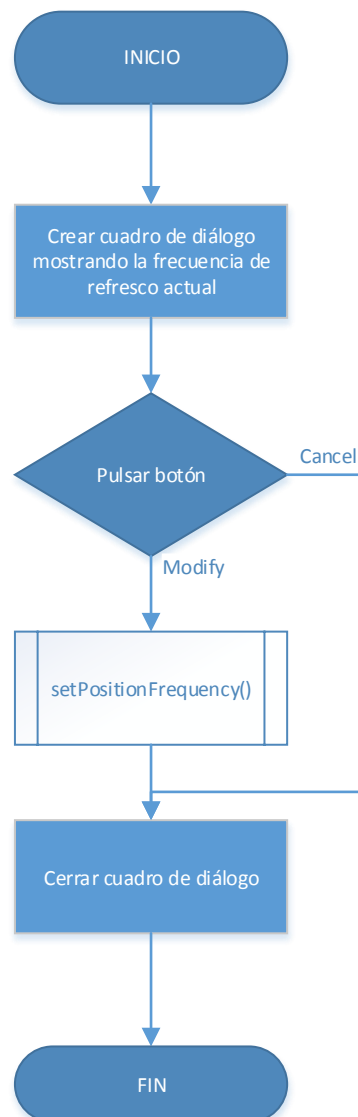 INICIO
Crear cuadro de diálogo
mostrando la frecuencia de
refresco actual
Pulsar botón
Cancel
Modify
setPositionFrequency()
Cerrar cuadro de diálogo
FIN